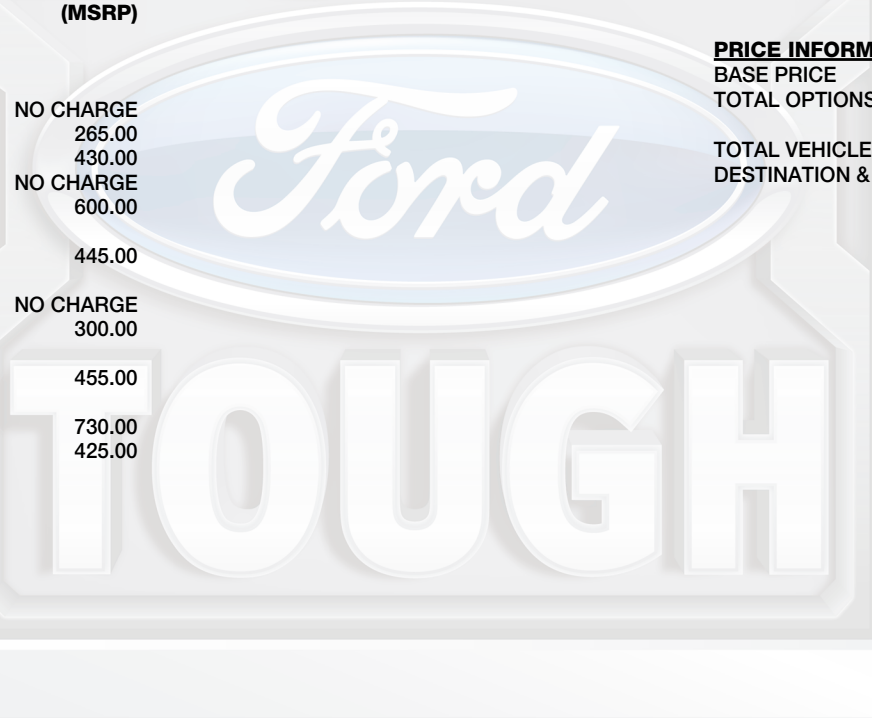 (MSRP)
NO CHARGE
265.00
430.00
NO CHARGE
600.00
445.00
NO CHARGE
300.00
455.00
730.00
425.00
PRICE INFORM
BASE PRICE
TOTAL OPTIONS
TOTAL VEHICLE
DESTINATION &
Ford
TOUGH